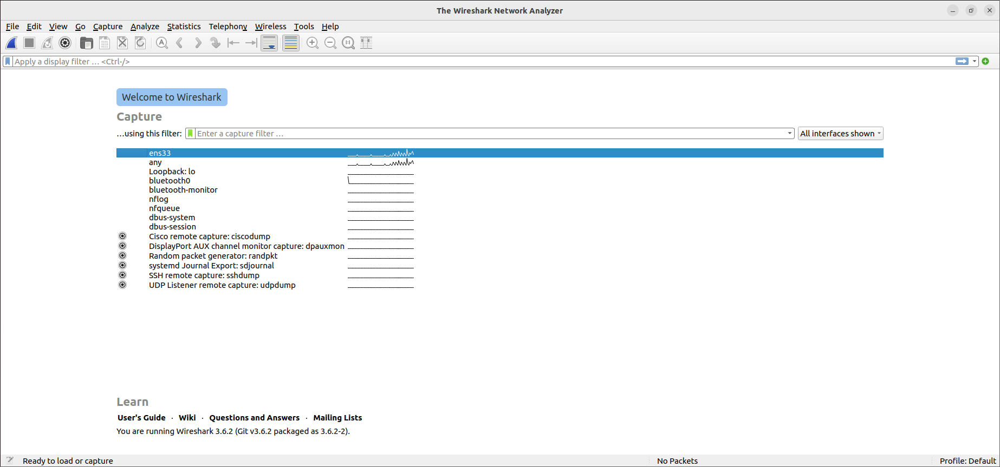 The Wireshark Network Analyzer
File Edit View Go Capture Analyze Statistics Telephony Wireless Tools Help
Apply a display filter … <Ctrl-/>
Welcome to Wireshark
Capture
…using this filter: Enter a capture filter … All interfaces shown
ens33
any
Loopback: lo
bluetooth0
bluetooth-monitor
nflog
nfqueue
dbus-system
dbus-session
Cisco remote capture: ciscodump
DisplayPort AUX channel monitor capture: dpauxmon
Random packet generator: randpkt
systemd Journal Export: sdjournal
SSH remote capture: sshdump
UDP Listener remote capture: udpdump
Learn
User's Guide · Wiki · Questions and Answers · Mailing Lists
You are running Wireshark 3.6.2 (Git v3.6.2 packaged as 3.6.2-2).
Ready to load or capture No Packets Profile: Default